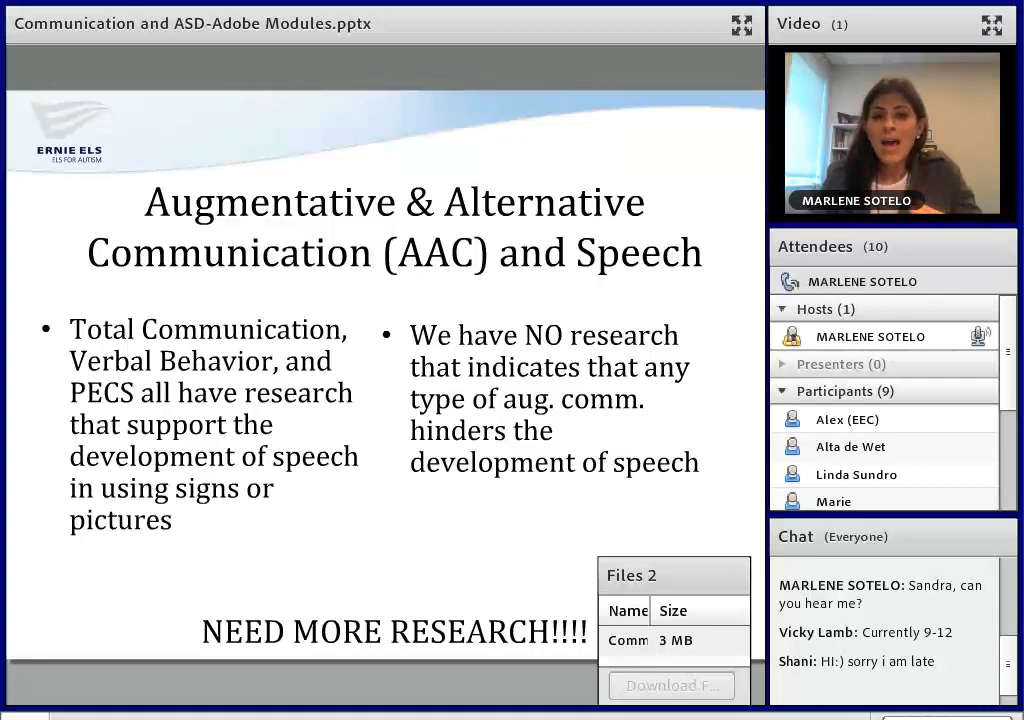 Communication and ASD-Adobe Modules.pptx
ERNIE ELS
ELS FOR AUTISM
Augmentative & Alternative
Communication (AAC) and Speech
• Total Communication,
Verbal Behavior, and
PECS all have research
that support the
development of speech
in using signs or
pictures
• We have NO research
that indicates that any
type of aug. comm.
hinders the
development of speech
NEED MORE RESEARCH!!!!
Files 2
Name Size
Comm 3 MB
Download F...
Video (1)
MARLENE SOTELO
Attendees (10)
MARLENE SOTELO
Hosts (1)
MARLENE SOTELO
Presenters (0)
Participants (9)
Alex (EEC)
Alta de Wet
Linda Sundro
Marie
Chat (Everyone)
MARLENE SOTELO: Sandra, can
you hear me?
Vicky Lamb: Currently 9-12
Shani: HI:) sorry i am late